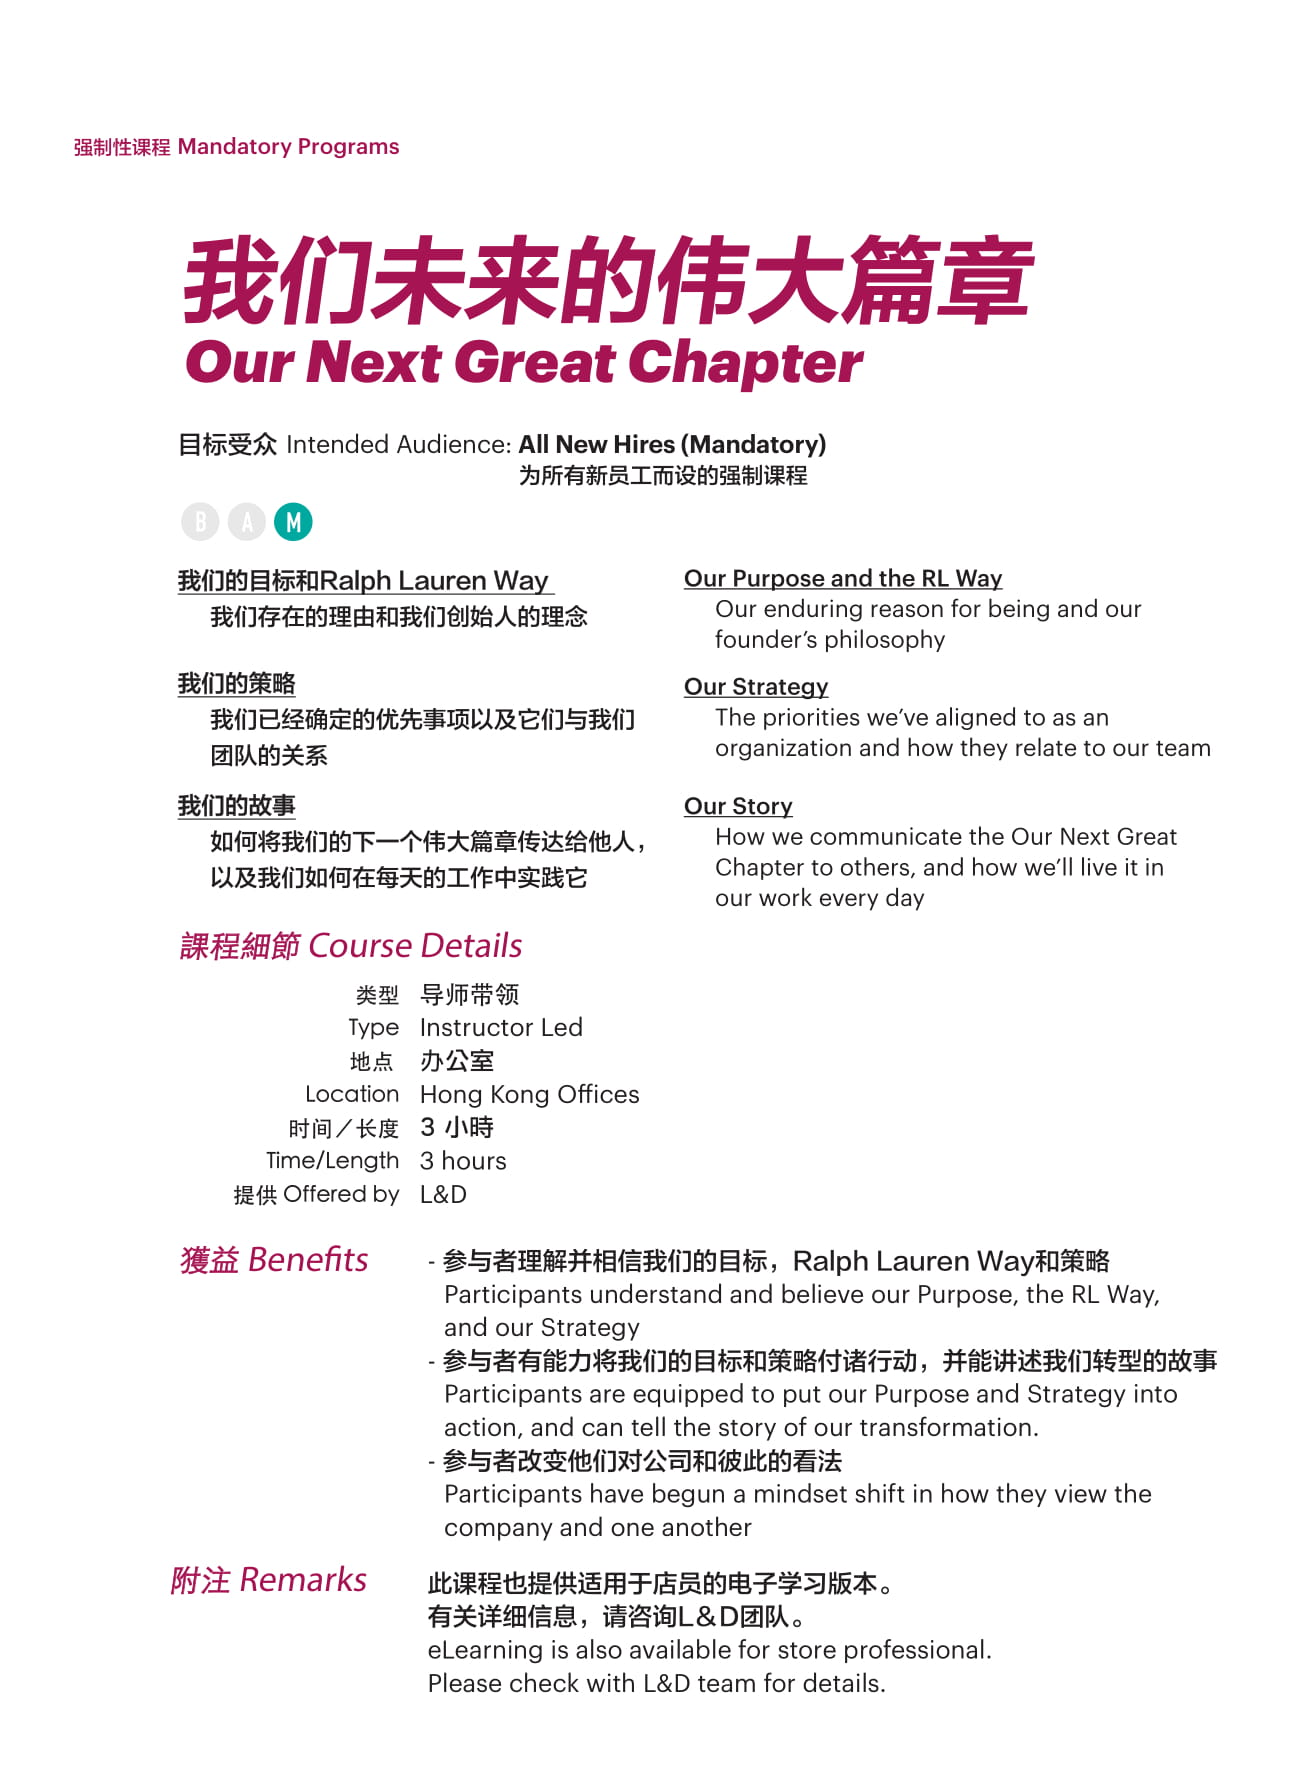 强制性课程 Mandatory Programs
我们未来的伟大篇章
Our Next Great Chapter
目标受众 Intended Audience: All New Hires (Mandatory)
为所有新员工而设的强制课程
B A M
我们的目标和Ralph Lauren Way
我们存在的理由和我们创始人的理念
我们的策略
我们已经确定的优先事项以及它们与我们
团队的关系
我们的故事
如何将我们的下一个伟大篇章传达给他人，
以及我们如何在每天的工作中实践它
Our Purpose and the RL Way
Our enduring reason for being and our
founder’s philosophy
Our Strategy
The priorities we’ve aligned to as an
organization and how they relate to our team
Our Story
How we communicate the Our Next Great
Chapter to others, and how we’ll live it in
our work every day
課程細節 Course Details
类型 导师带领
Type Instructor Led
地点 办公室
Location Hong Kong Offices
时间／长度 3 小時
Time/Length 3 hours
提供 Offered by L&D
獲益 Benefits
- 参与者理解并相信我们的目标，Ralph Lauren Way和策略
Participants understand and believe our Purpose, the RL Way,
and our Strategy
- 参与者有能力将我们的目标和策略付诸行动，并能讲述我们转型的故事
Participants are equipped to put our Purpose and Strategy into
action, and can tell the story of our transformation.
- 参与者改变他们对公司和彼此的看法
Participants have begun a mindset shift in how they view the
company and one another
附注 Remarks
此课程也提供适用于店员的电子学习版本。
有关详细信息，请咨询L&D团队。
eLearning is also available for store professional.
Please check with L&D team for details.